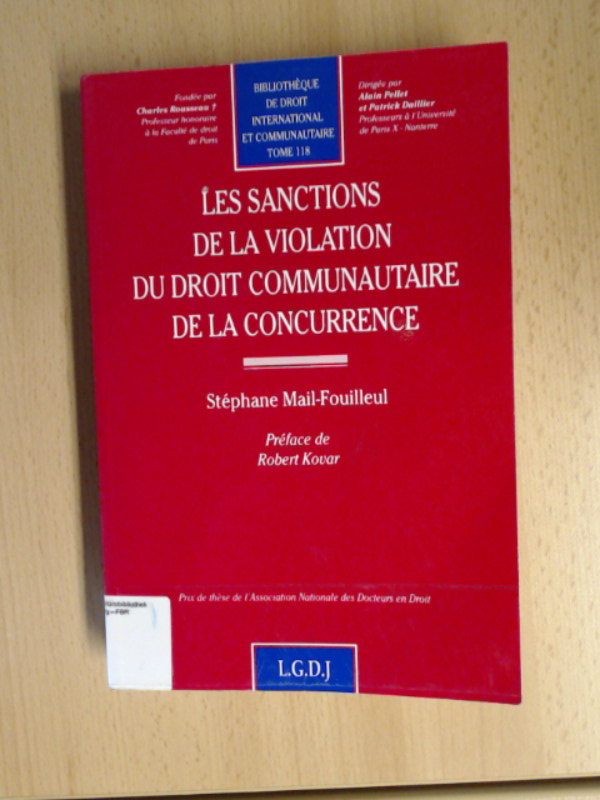 Fondée par
Charles Rousseau †
Professeur honoraire
à la Faculté de droit
de Paris
BIBLIOTHÈQUE
DE DROIT
INTERNATIONAL
ET COMMUNAUTAIRE
TOME 118
Dirigée par
Alain Pellet
et Patrick Daillier
Professeurs à l'Université
de Paris X - Nanterre
LES SANCTIONS
DE LA VIOLATION
DU DROIT COMMUNAUTAIRE
DE LA CONCURRENCE
Stéphane Mail-Fouilleul
Préface de
Robert Kovar
Prix de thèse de l'Association Nationale des Docteurs en Droit
L.G.D.J